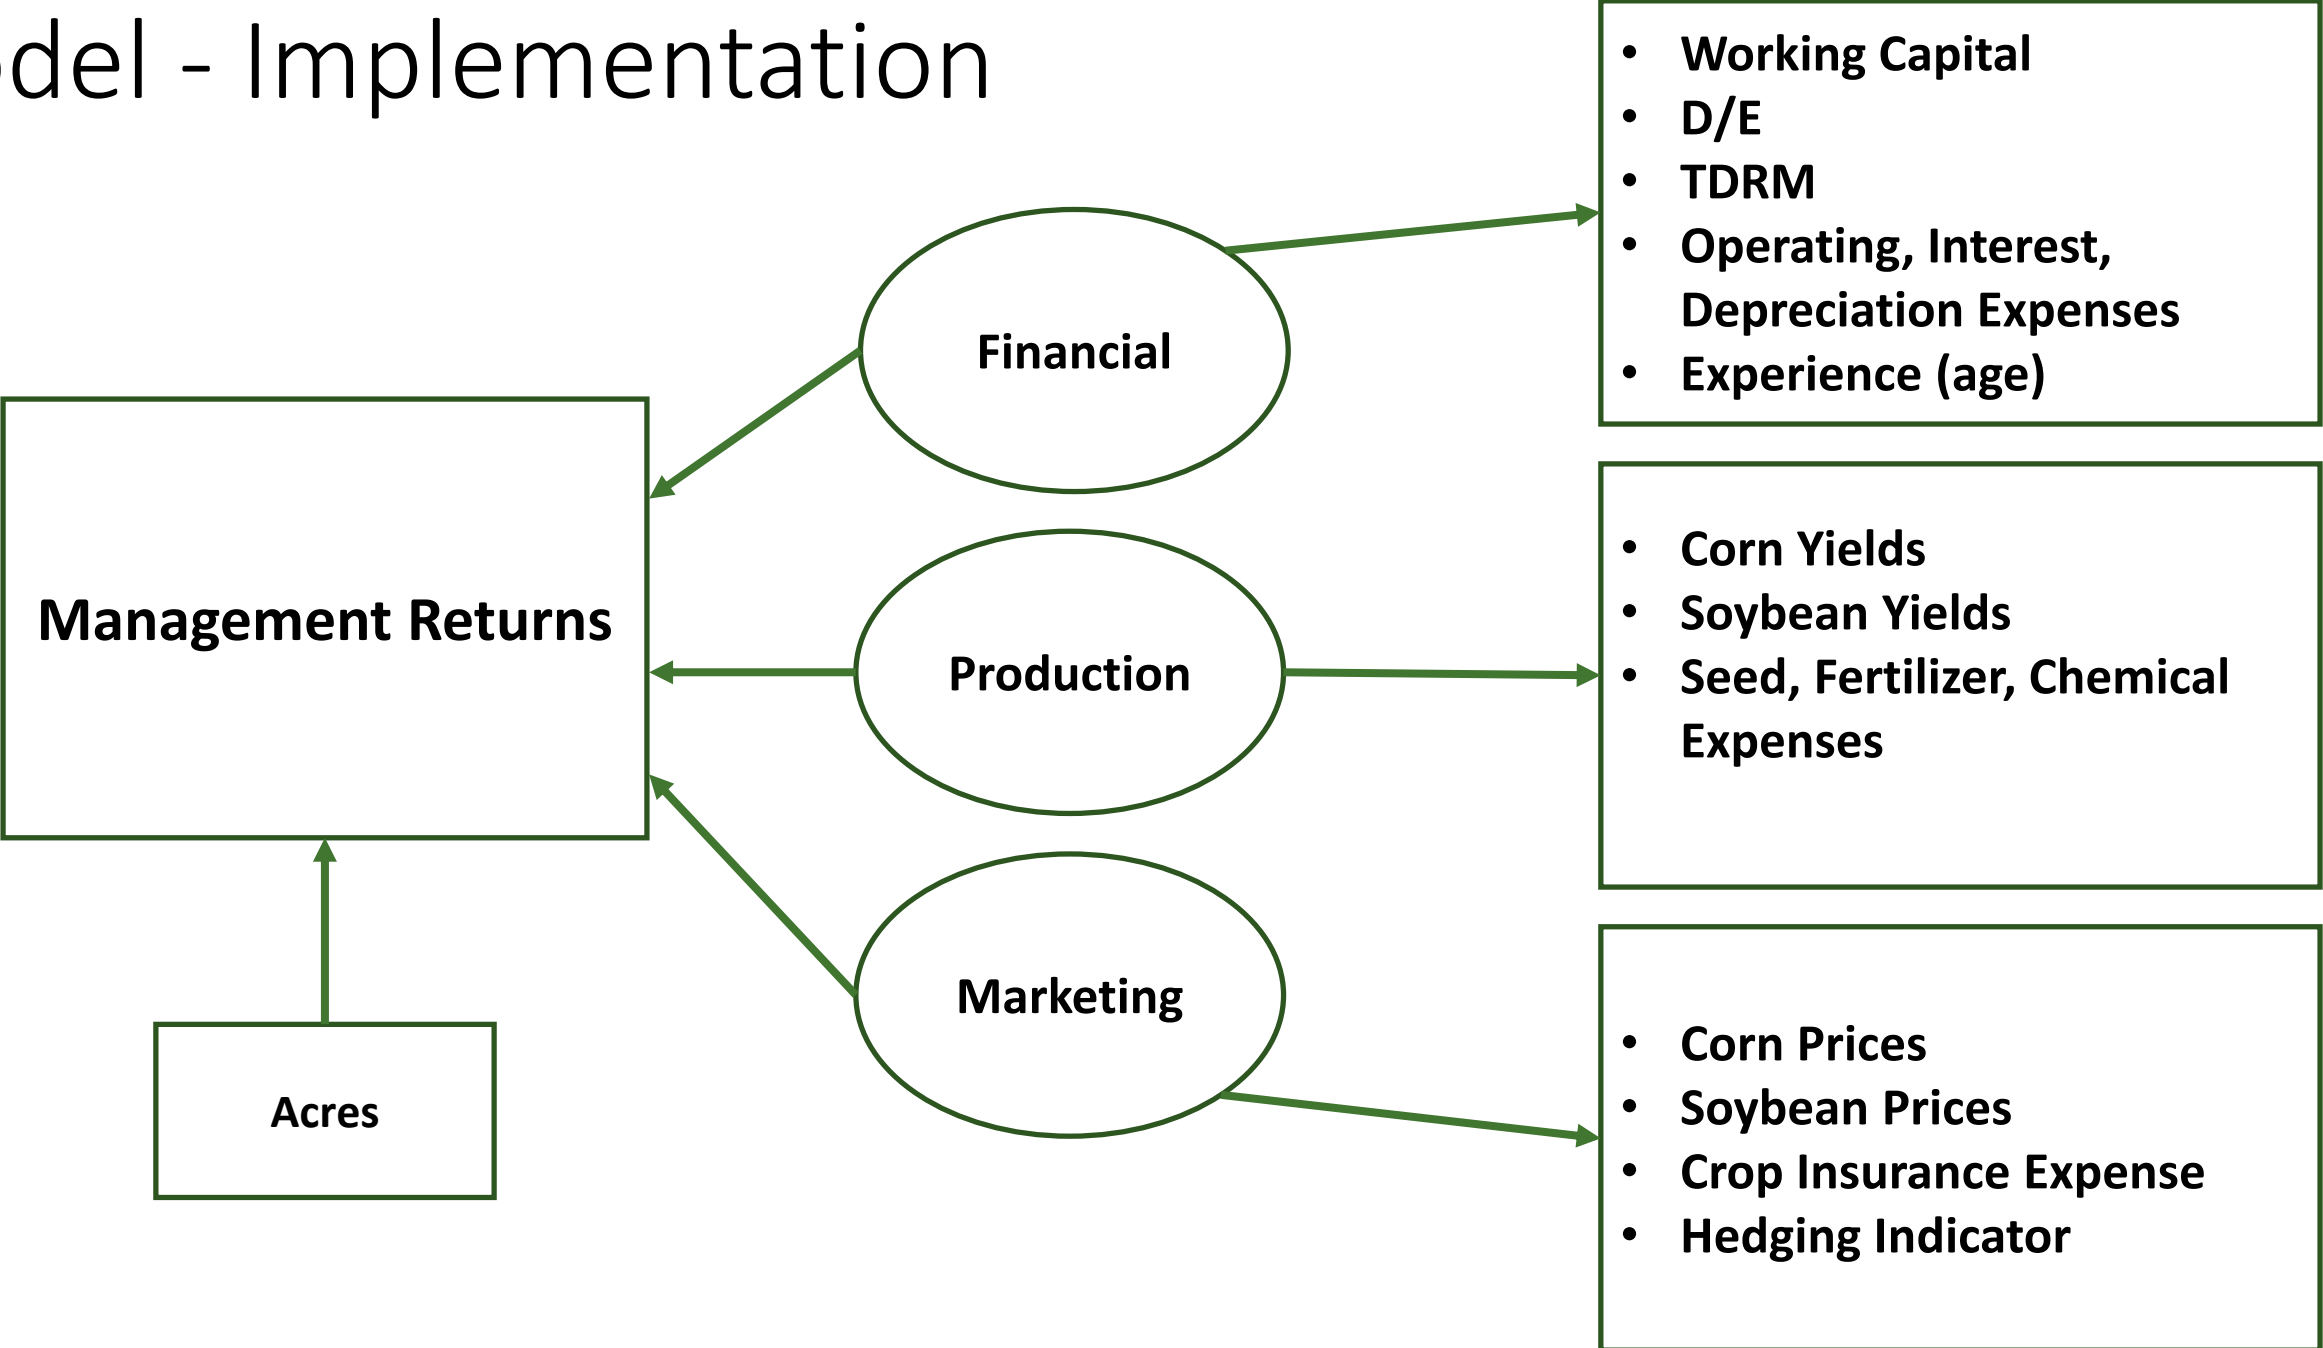 del - Implementation
• Working Capital
• D/E
• TDRM
• Operating, Interest,
Depreciation Expenses
• Experience (age)
Financial
Management Returns
Production
• Corn Yields
• Soybean Yields
• Seed, Fertilizer, Chemical
Expenses
Marketing
Acres
• Corn Prices
• Soybean Prices
• Crop Insurance Expense
• Hedging Indicator